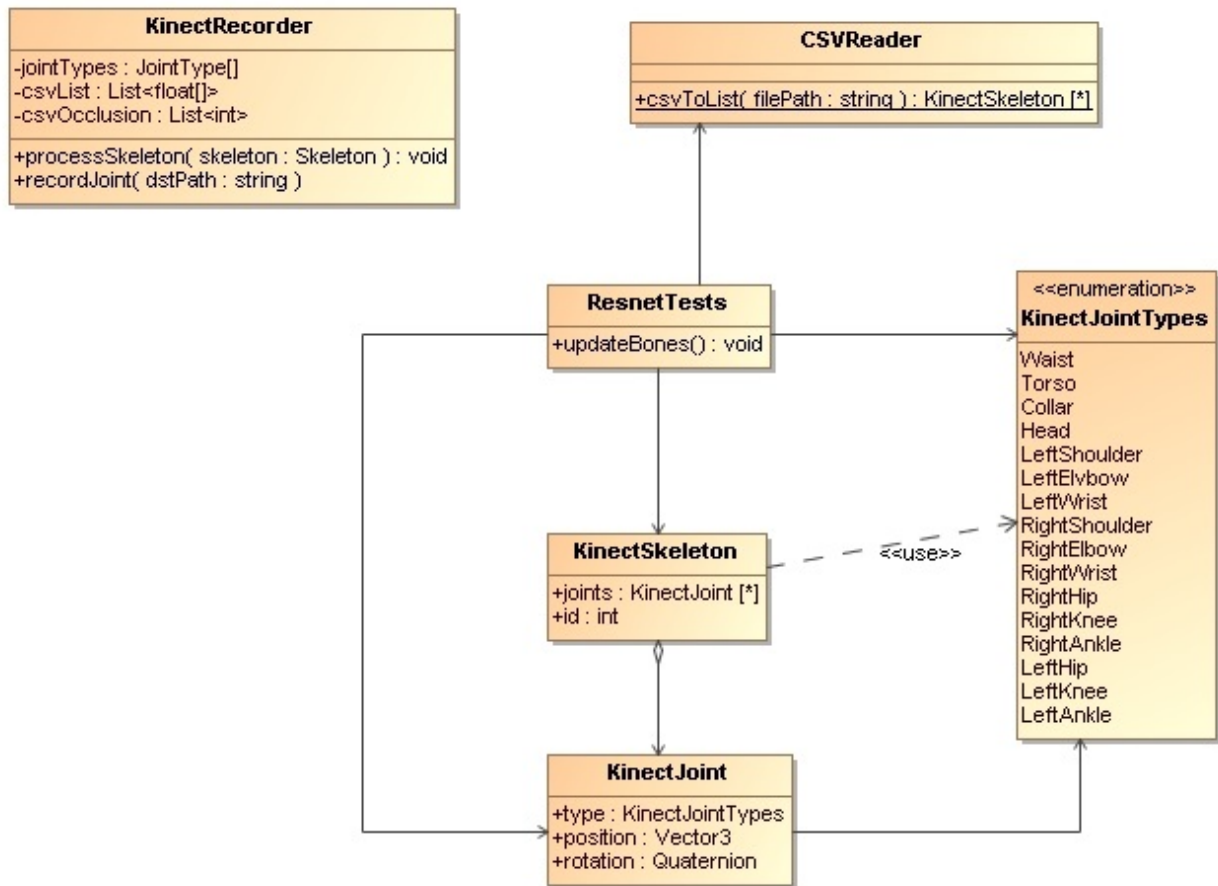 KinectRecorder
-jointTypes : JointType[]
-csvList : List<float[]>
-csvOcclusion : List<int>
+processSkeleton( skeleton : Skeleton ) : void
+recordJoint( dstPath : string )
CSVReader
+csvToList( filePath : string ) : KinectSkeleton [*]
ResnetTests
+updateBones() : void
<<enumeration>>
KinectJointTypes
Waist
Torso
Collar
Head
LeftShoulder
LeftElvbow
LeftWrist
RightShoulder
RightElbow
RightWrist
RightHip
RightKnee
RightAnkle
LeftHip
LeftKnee
LeftAnkle
KinectSkeleton
+joints : KinectJoint [*]
+id : int
<<use>>
KinectJoint
+type : KinectJointTypes
+position : Vector3
+rotation : Quaternion